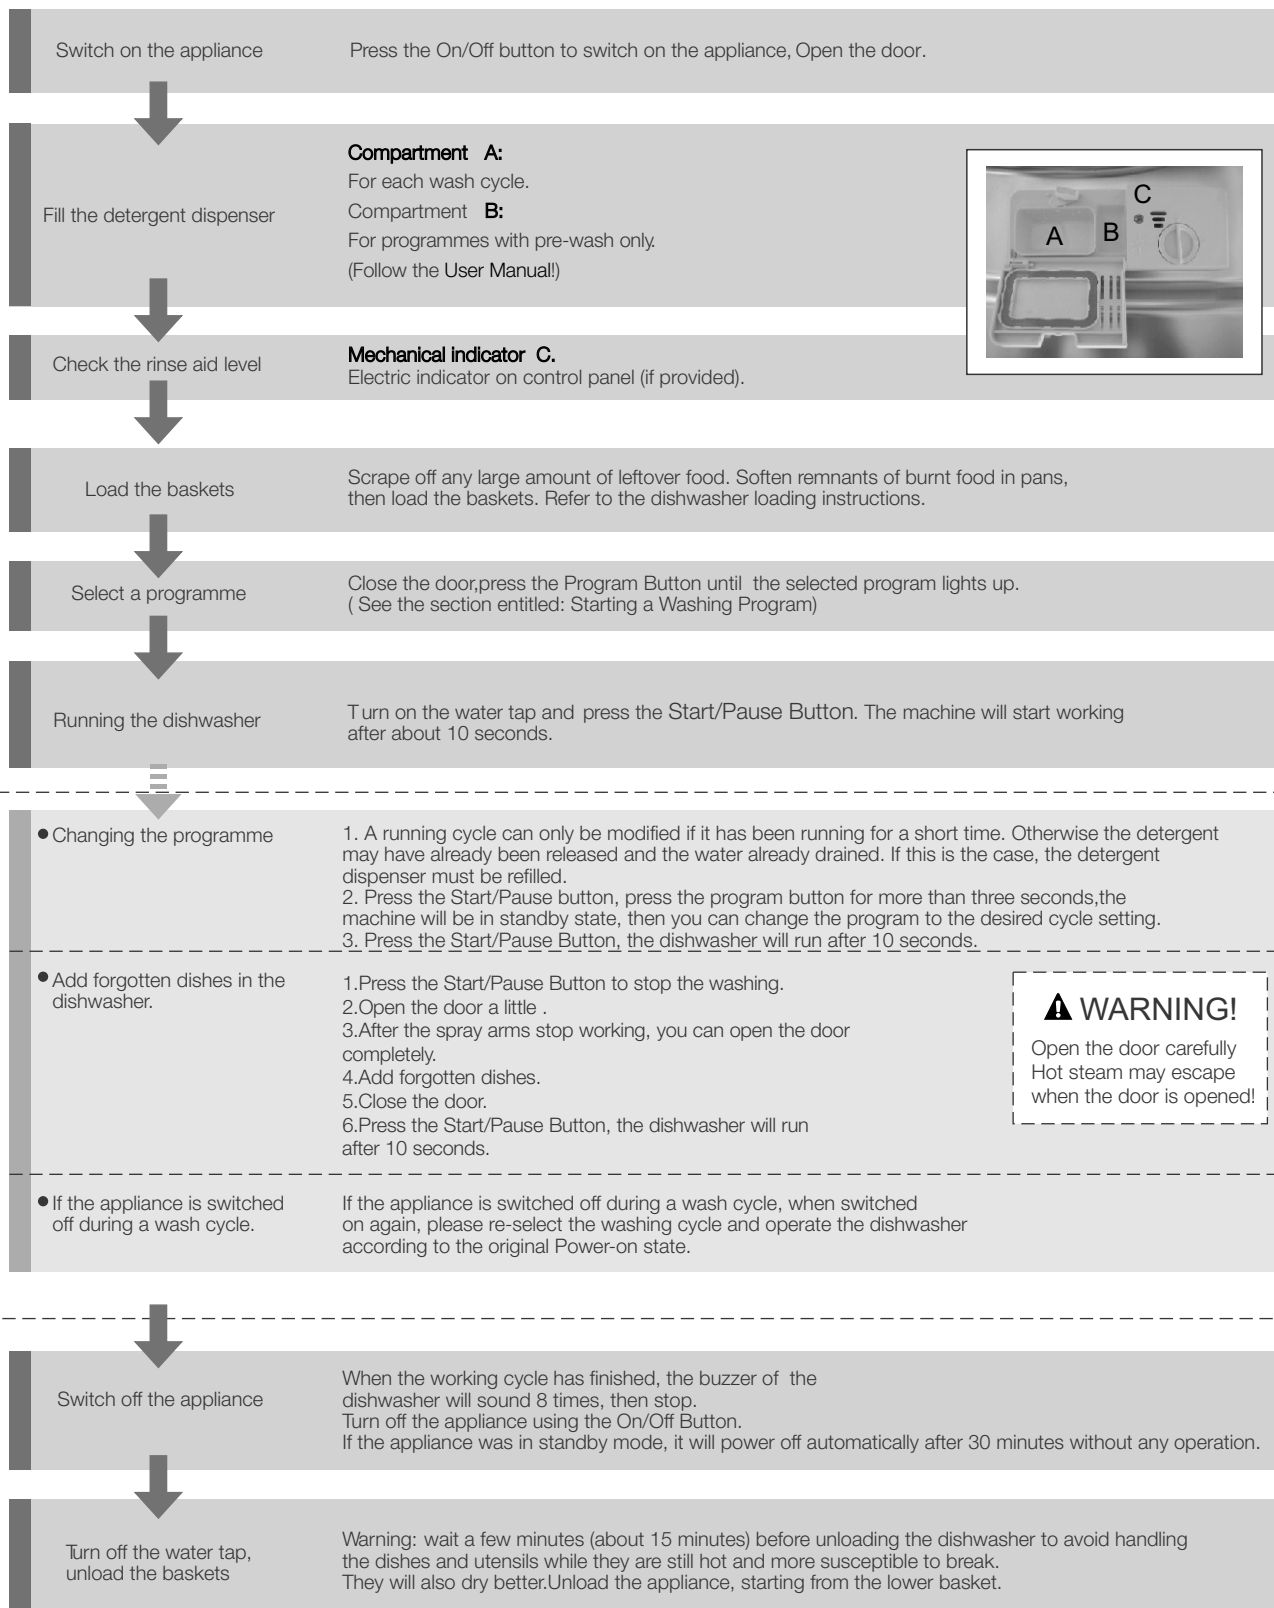 Switch on the appliance
Press the On/Off button to switch on the appliance, Open the door.
Fill the detergent dispenser
Compartment A:
For each wash cycle.
Compartment B:
For programmes with pre-wash only.
(Follow the User Manual!)
A
B
C
Check the rinse aid level
Mechanical indicator C.
Electric indicator on control panel (if provided).
Load the baskets
Scrape off any large amount of leftover food. Soften remnants of burnt food in pans,
then load the baskets. Refer to the dishwasher loading instructions.
Select a programme
Close the door,press the Program Button until the selected program lights up.
( See the section entitled: Starting a Washing Program)
Running the dishwasher
Turn on the water tap and press the Start/Pause Button. The machine will start working
after about 10 seconds.
● Changing the programme
1. A running cycle can only be modified if it has been running for a short time. Otherwise the detergent
may have already been released and the water already drained. If this is the case, the detergent
dispenser must be refilled.
2. Press the Start/Pause button, press the program button for more than three seconds,the
machine will be in standby state, then you can change the program to the desired cycle setting.
3. Press the Start/Pause Button, the dishwasher will run after 10 seconds.
● Add forgotten dishes in the
dishwasher.
1.Press the Start/Pause Button to stop the washing.
2.Open the door a little .
3.After the spray arms stop working, you can open the door
completely.
4.Add forgotten dishes.
5.Close the door.
6.Press the Start/Pause Button, the dishwasher will run
after 10 seconds.
WARNING!
Open the door carefully
Hot steam may escape
when the door is opened!
● If the appliance is switched
off during a wash cycle.
If the appliance is switched off during a wash cycle, when switched
on again, please re-select the washing cycle and operate the dishwasher
according to the original Power-on state.
Switch off the appliance
When the working cycle has finished, the buzzer of the
dishwasher will sound 8 times, then stop.
Turn off the appliance using the On/Off Button.
If the appliance was in standby mode, it will power off automatically after 30 minutes without any operation.
Turn off the water tap,
unload the baskets
Warning: wait a few minutes (about 15 minutes) before unloading the dishwasher to avoid handling
the dishes and utensils while they are still hot and more susceptible to break.
They will also dry better.Unload the appliance, starting from the lower basket.